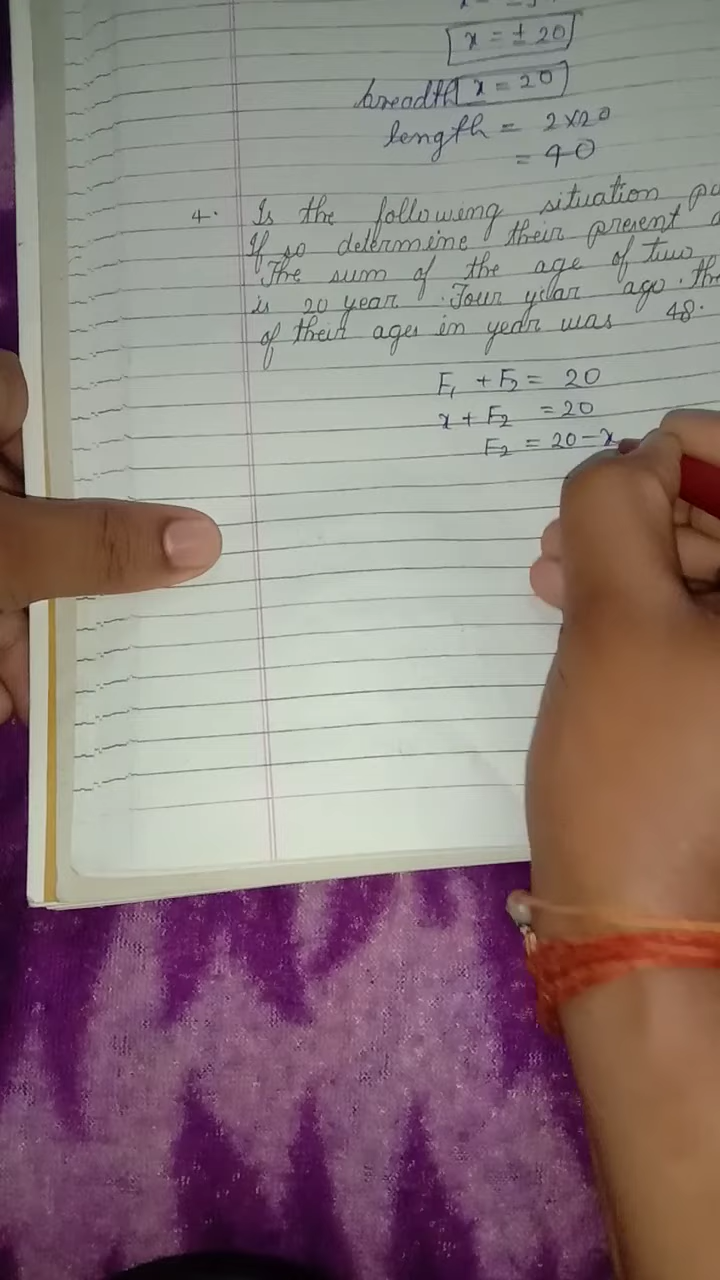 x = ± 20
breadth x = 20
length = 2×20
= 40
4. Is the following situation
If so determine their present
The sum of the age of two
is 20 year . Four year ago . the
of their ages in year was 48.
F₁ + F₂ = 20
x + F₂ = 20
F₂ = 20 - x